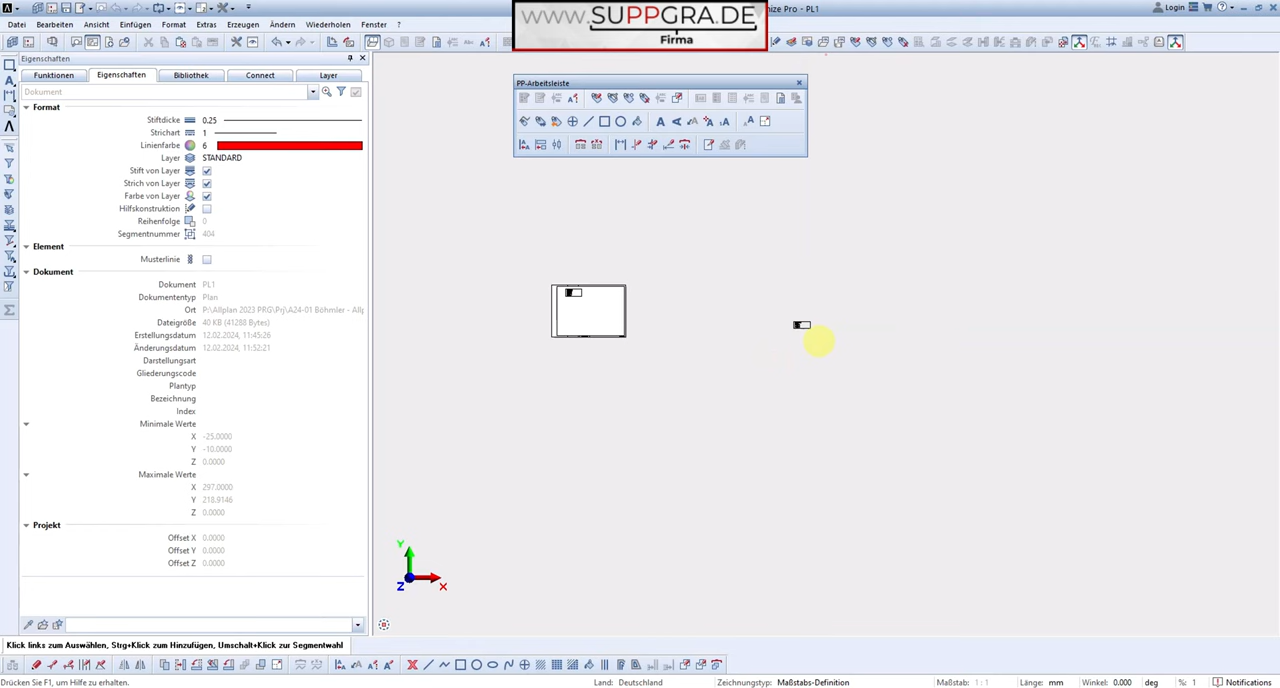 www.SUPPGRA.DE
Firma
mize Pro - PL1
Login
Datei Bearbeiten Ansicht Einfügen Format Extras Erzeugen Ändern Wiederholen Fenster ?
Eigenschaften
Funktionen Eigenschaften Bibliothek Connect Layer
Dokument
Format
Stiftdicke 0.25
Strichart 1
Linienfarbe 6
Layer STANDARD
Stift von Layer
Strich von Layer
Farbe von Layer
Hilfskonstruktion
Reihenfolge 0
Segmentnummer 404
Element
Musterlinie
Dokument
Dokument PL1
Dokumententyp Plan
Ort P:\Allplan 2023 PRG\Prj\A24-01 Böhmler - Allp
Dateigröße 40 KB (41288 Bytes)
Erstellungsdatum 12.02.2024, 11:45:26
Änderungsdatum 12.02.2024, 11:52:21
Darstellungsart
Gliederungscode
Plantyp
Bezeichnung
Index
Minimale Werte
X -25.0000
Y -10.0000
Z 0.0000
Maximale Werte
X 297.0000
Y 218.9146
Z 0.0000
Projekt
Offset X 0.0000
Offset Y 0.0000
Offset Z 0.0000
PP-Arbeitsleiste
Y
Z
X
Klick links zum Auswählen, Strg+Klick zum Hinzufügen, Umschalt+Klick zur Segmentwahl
Drücken Sie F1, um Hilfe zu erhalten.
Land: Deutschland
Zeichnungstyp: Maßstabs-Definition
Maßstab: 1 : 1
Länge: mm
Winkel: 0.000 deg
%: 1
Notifications